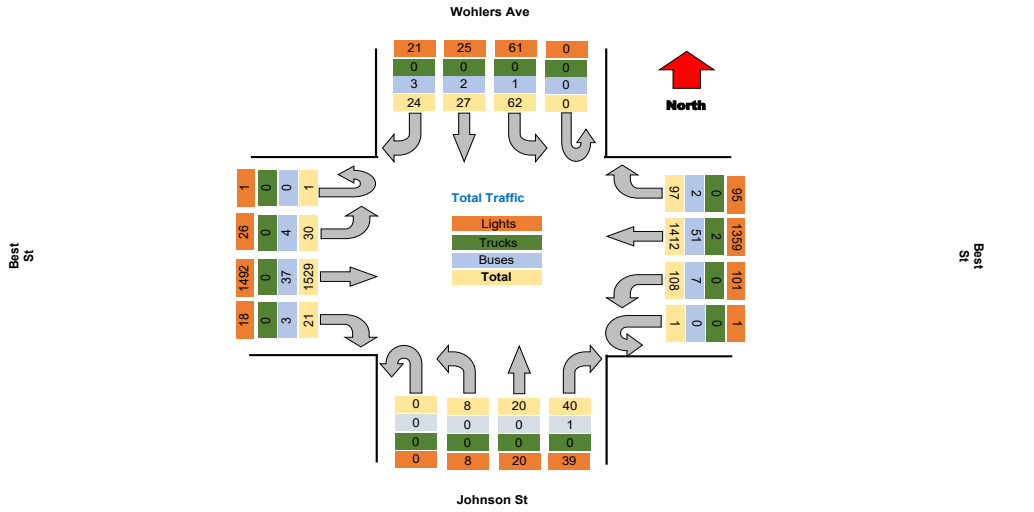 Wohlers Ave
21 25 61 0
0 0 0 0
3 2 1 0
24 27 62 0
North
1 0 0 1
26 0 4 30
1492 0 37 1529
18 0 3 21
Best
St
Total Traffic
Lights
Trucks
Buses
Total
97 2 0 95
1412 51 2 1359
108 7 0 101
1 0 0 1
Best
St
0 8 20 40
0 0 0 1
0 0 0 0
0 8 20 39
Johnson St